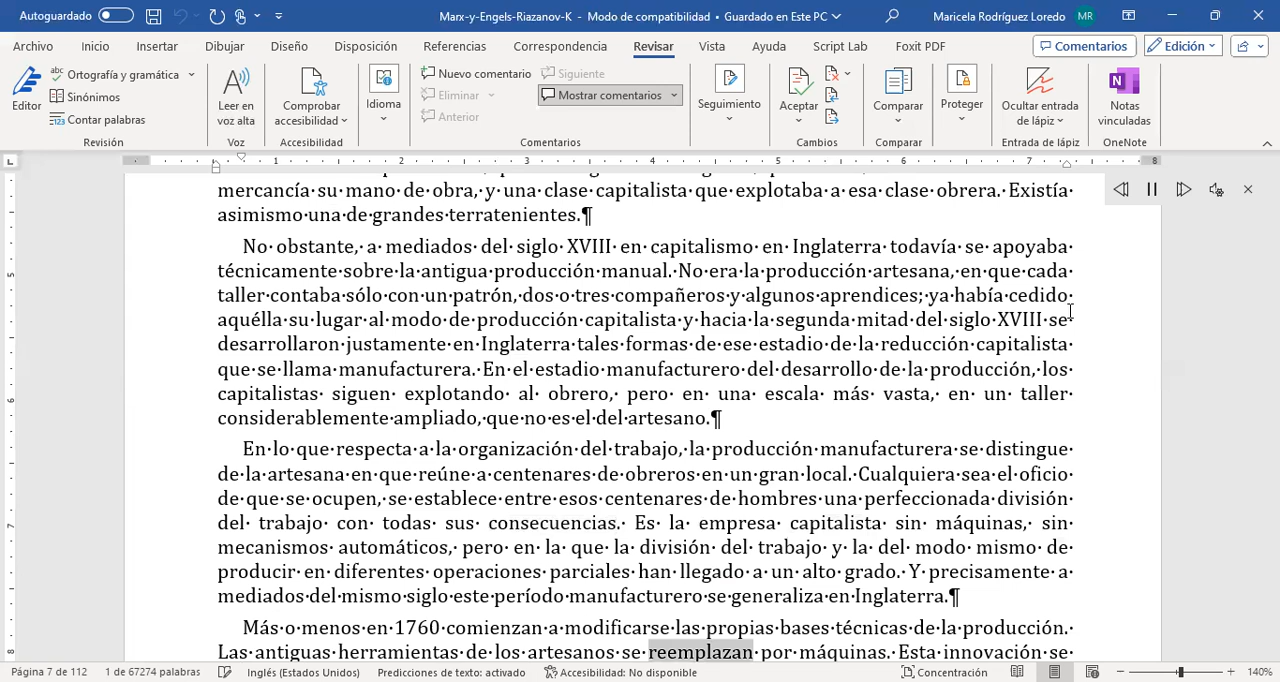 Autoguardado
Marx-y-Engels-Riazanov-K - Modo de compatibilidad • Guardado en Este PC
Maricela Rodríguez Loredo MR
Archivo Inicio Insertar Dibujar Diseño Disposición Referencias Correspondencia Revisar Vista Ayuda Script Lab Foxit PDF Comentarios Edición
Editor
abc Ortografía y gramática
Sinónimos
123 Contar palabras
Revisión
Leer en voz alta
Voz
Comprobar accesibilidad
Accesibilidad
Idioma
Nuevo comentario
Eliminar
Anterior
Siguiente
Mostrar comentarios
Comentarios
Seguimiento
Aceptar
Cambios
Comparar
Comparar
Proteger
Ocultar entrada de lápiz
Entrada de lápiz
Notas vinculadas
OneNote
1 2 3 4 5 6 7 8
mercancía su mano de obra, y una clase capitalista que explotaba a esa clase obrera. Existía
asimismo una de grandes terratenientes.¶
No obstante, a mediados del siglo XVIII en capitalismo en Inglaterra todavía se apoyaba
técnicamente sobre la antigua producción manual. No era la producción artesana, en que cada
taller contaba sólo con un patrón, dos o tres compañeros y algunos aprendices; ya había cedido
aquélla su lugar al modo de producción capitalista y hacia la segunda mitad del siglo XVIII se
desarrollaron justamente en Inglaterra tales formas de ese estadio de la reducción capitalista
que se llama manufacturera. En el estadio manufacturero del desarrollo de la producción, los
capitalistas siguen explotando al obrero, pero en una escala más vasta, en un taller
considerablemente ampliado, que no es el del artesano.¶
En lo que respecta a la organización del trabajo, la producción manufacturera se distingue
de la artesana en que reúne a centenares de obreros en un gran local. Cualquiera sea el oficio
de que se ocupen, se establece entre esos centenares de hombres una perfeccionada división
del trabajo con todas sus consecuencias. Es la empresa capitalista sin máquinas, sin
mecanismos automáticos, pero en la que la división del trabajo y la del modo mismo de
producir en diferentes operaciones parciales han llegado a un alto grado. Y precisamente a
mediados del mismo siglo este período manufacturero se generaliza en Inglaterra.¶
Más o menos en 1760 comienzan a modificarse las propias bases técnicas de la producción.
Las antiguas herramientas de los artesanos se reemplazan por máquinas. Esta innovación se
Página 7 de 112 1 de 67274 palabras Inglés (Estados Unidos) Predicciones de texto: activado Accesibilidad: No disponible Concentración 140%